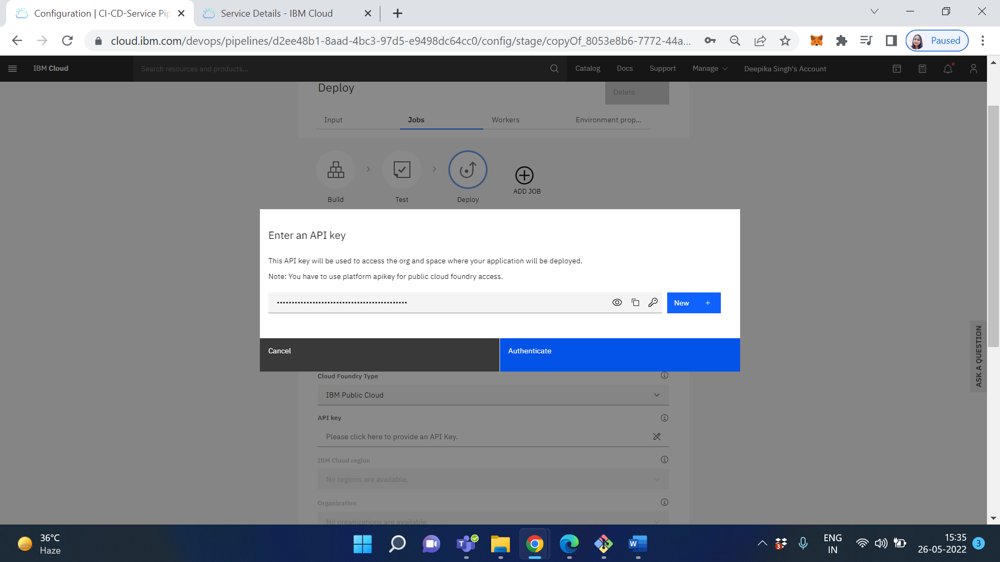 Configuration | CI-CD-Service Pip
Service Details - IBM Cloud
cloud.ibm.com/devops/pipelines/d2ee48b1-8aad-4bc3-97d5-e9498dc64cc0/config/stage/copyOf_8053e8b6-7772-44a...
Paused
IBM Cloud
Search resources and products...
Catalog
Docs
Support
Manage
Deepika Singh's Account
Deploy
Delete
Input
Jobs
Workers
Environment prop...
Build
Test
Deploy
ADD JOB
Enter an API key
This API key will be used to access the org and space where your application will be deployed.
Note: You have to use platform apikey for public cloud foundry access.
••••••••••••••••••••••••••••••••••••••••••••
New +
Cancel
Authenticate
Cloud Foundry Type
IBM Public Cloud
API key
Please click here to provide an API Key.
IBM Cloud region
No regions are available.
Organization
No organizations are available.
ASK A QUESTION
36°C
Haze
T
W
3
ENG
IN
15:35
26-05-2022
3